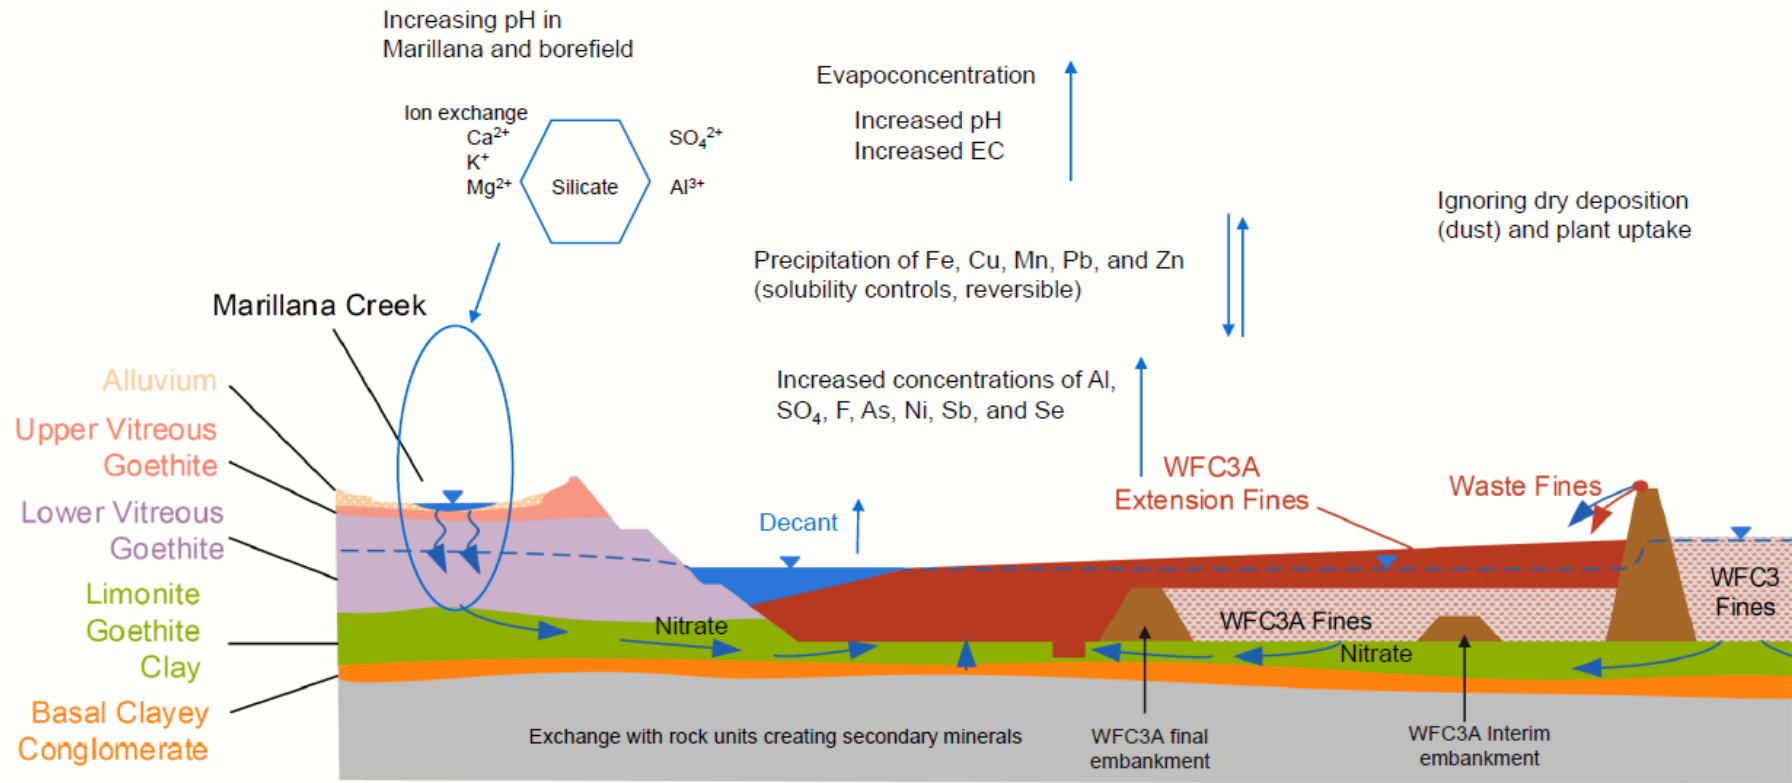 Increasing pH in
Marillana and borefield
Ion exchange
Ca²⁺
K⁺
Mg²⁺
Silicate
SO₄²⁺
Al³⁺
Evapoconcentration
Increased pH
Increased EC
Ignoring dry deposition
(dust) and plant uptake
Precipitation of Fe, Cu, Mn, Pb, and Zn
(solubility controls, reversible)
Marillana Creek
Increased concentrations of Al,
SO₄, F, As, Ni, Sb, and Se
Alluvium
Upper Vitreous
Goethite
Lower Vitreous
Goethite
Limonite
Goethite
Clay
Basal Clayey
Conglomerate
Decant
WFC3A
Extension Fines
Waste Fines
WFC3
Fines
WFC3A Fines
Nitrate
Nitrate
Exchange with rock units creating secondary minerals
WFC3A final
embankment
WFC3A Interim
embankment